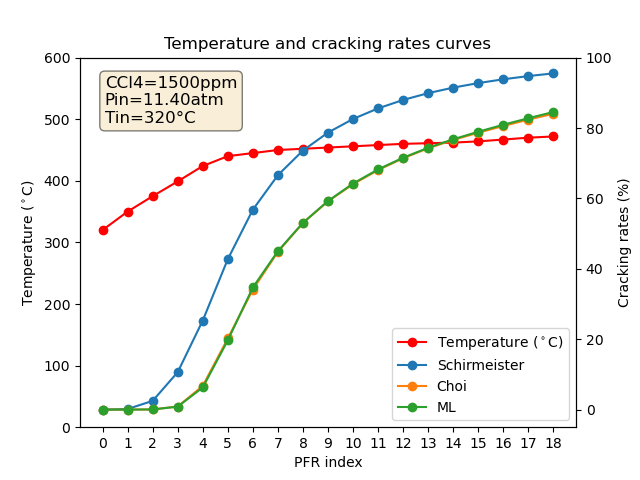 Temperature and cracking rates curves
CCl4=1500ppm
Pin=11.40atm
Tin=320°C
600
500
400
300
200
100
0
Temperature (°C)
100
80
60
40
20
0
Cracking rates (%)
Temperature (°C)
Schirmeister
Choi
ML
0 1 2 3 4 5 6 7 8 9 10 11 12 13 14 15 16 17 18
PFR index